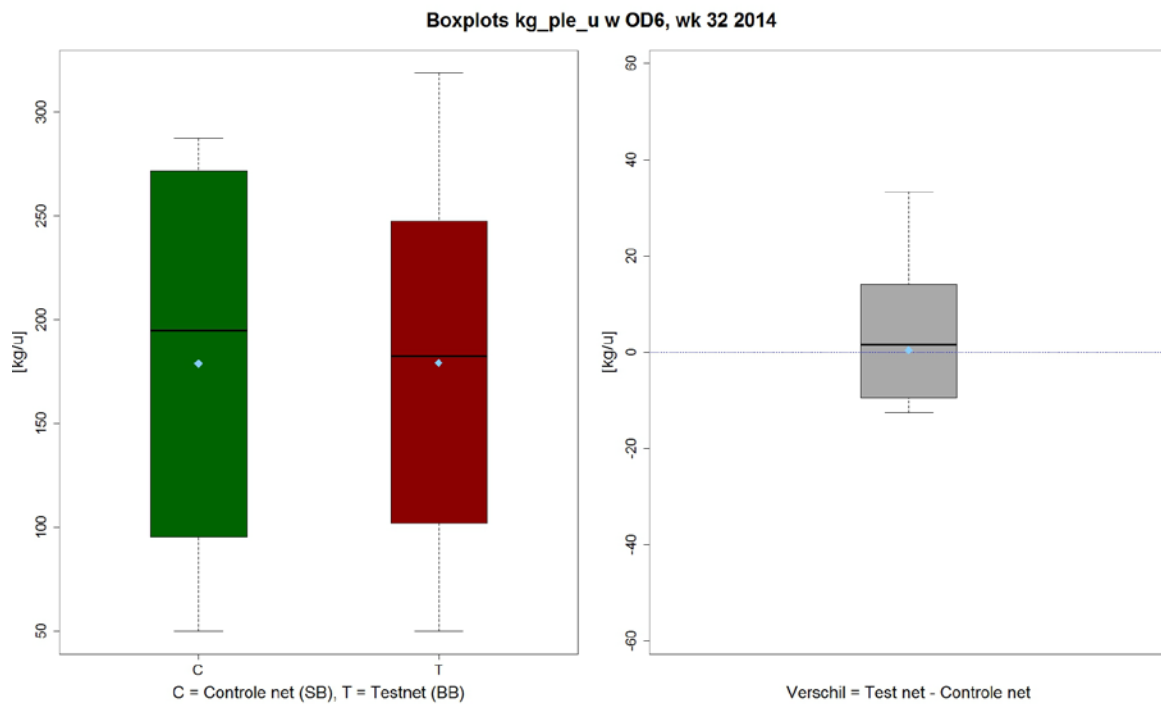 Boxplots kg_ple_u w OD6, wk 32 2014
300
250
200
150
100
50
[kg/u]
C
T
C = Controle net (SB), T = Testnet (BB)
60
40
20
0
-20
-40
-60
[kg/u]
Verschil = Test net - Controle net